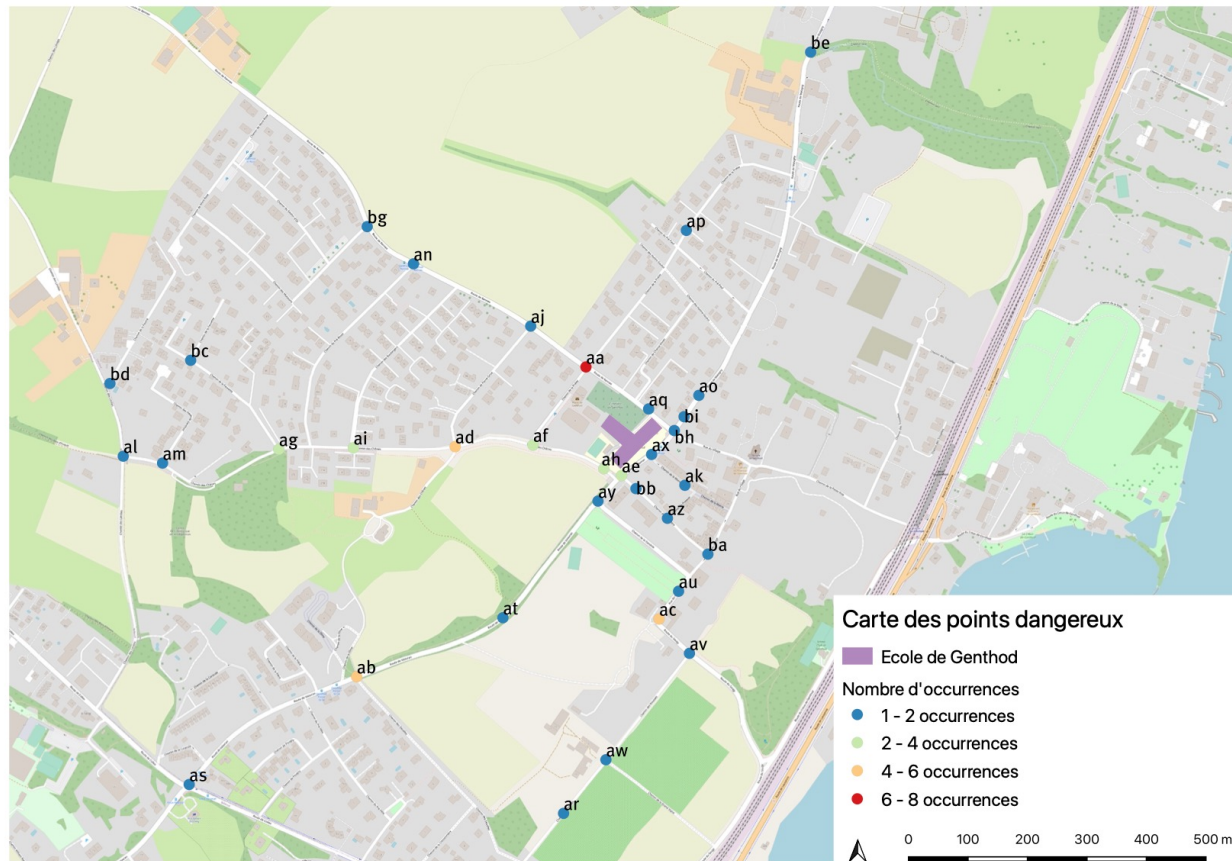 be
bg
ap
an
aj
aa
bc
bd
ao
aq
bi
bh
ag
ai
ad
af
al
am
ax
ah
ae
ak
bb
ay
az
ba
au
at
ac
av
ab
aw
as
ar
Carte des points dangereux
Ecole de Genthod
Nombre d'occurrences
1 - 2 occurrences
2 - 4 occurrences
4 - 6 occurrences
6 - 8 occurrences
0 100 200 300 400 500 m